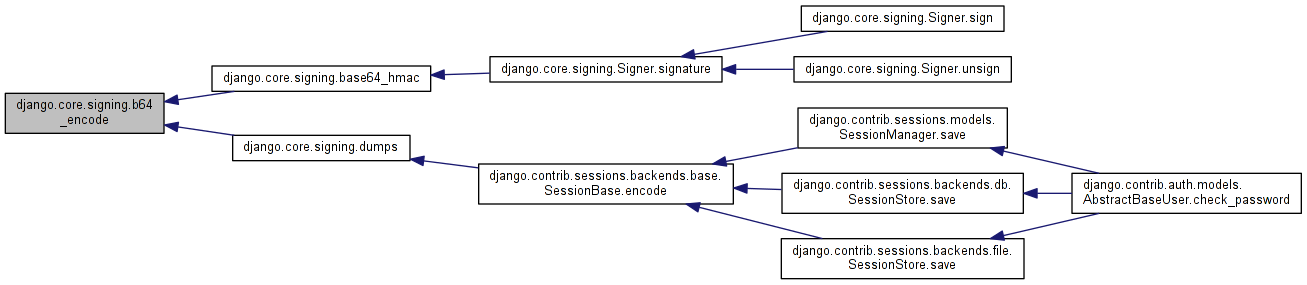 django.core.signing.Signer.sign
django.core.signing.base64_hmac
django.core.signing.Signer.signature
django.core.signing.Signer.unsign
django.core.signing.b64
_encode
django.core.signing.dumps
django.contrib.sessions.models.
SessionManager.save
django.contrib.sessions.backends.base.
SessionBase.encode
django.contrib.sessions.backends.db.
SessionStore.save
django.contrib.auth.models.
AbstractBaseUser.check_password
django.contrib.sessions.backends.file.
SessionStore.save